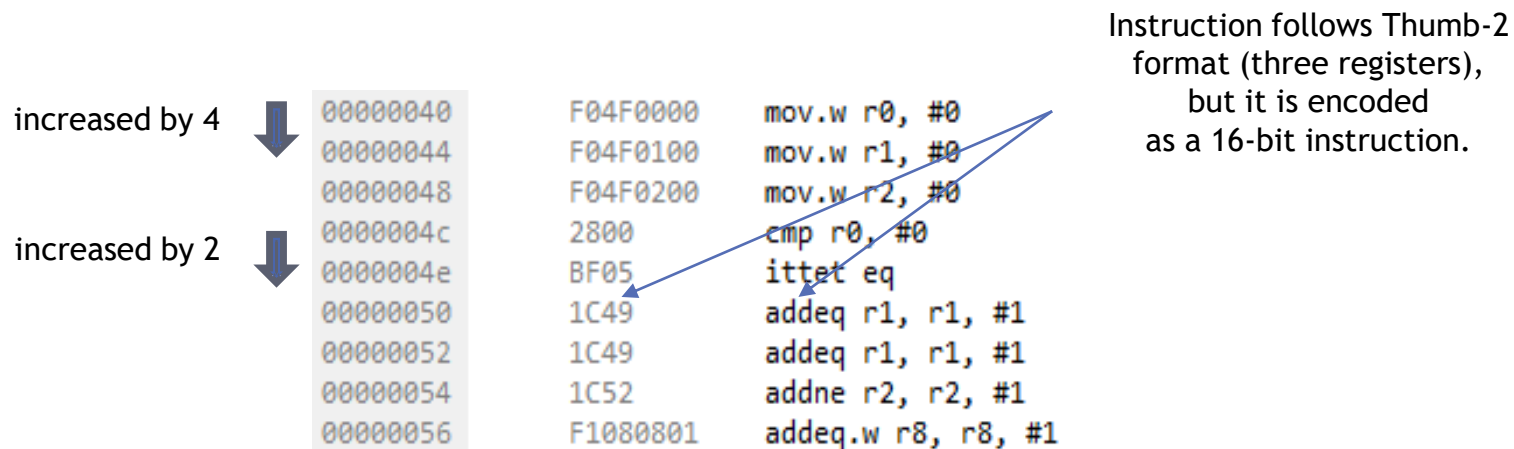 Instruction follows Thumb-2
format (three registers),
but it is encoded
as a 16-bit instruction.
increased by 4
increased by 2
00000040 F04F0000 mov.w r0, #0
00000044 F04F0100 mov.w r1, #0
00000048 F04F0200 mov.w r2, #0
0000004c 2800 cmp r0, #0
0000004e BF05 ittet eq
00000050 1C49 addeq r1, r1, #1
00000052 1C49 addeq r1, r1, #1
00000054 1C52 addne r2, r2, #1
00000056 F1080801 addeq.w r8, r8, #1